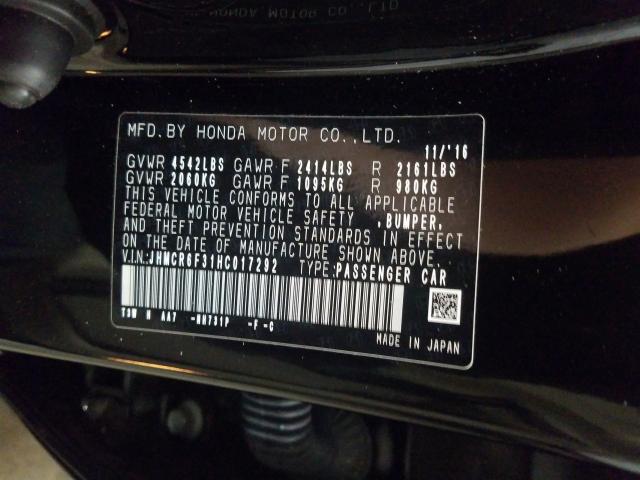 MFD.BY HONDA MOTOR CO.,LTD.
11/'16
GVWR 4542LBS GAWR F 2414LBS R 2161LBS
GVWR 2060KG GAWR F 1095KG R 980KG
THIS VEHICLE CONFORMS TO ALL APPLICABLE
FEDERAL MOTOR VEHICLE SAFETY ,BUMPER,
AND THEFT PREVENTION STANDARDS IN EFFECT
ON THE DATE OF MANUFACTURE SHOWN ABOVE.
V.I.N:JHMCR6F31HC017292 TYPE:PASSENGER CAR
AA7 -NH731P -F -C
MADE IN JAPAN